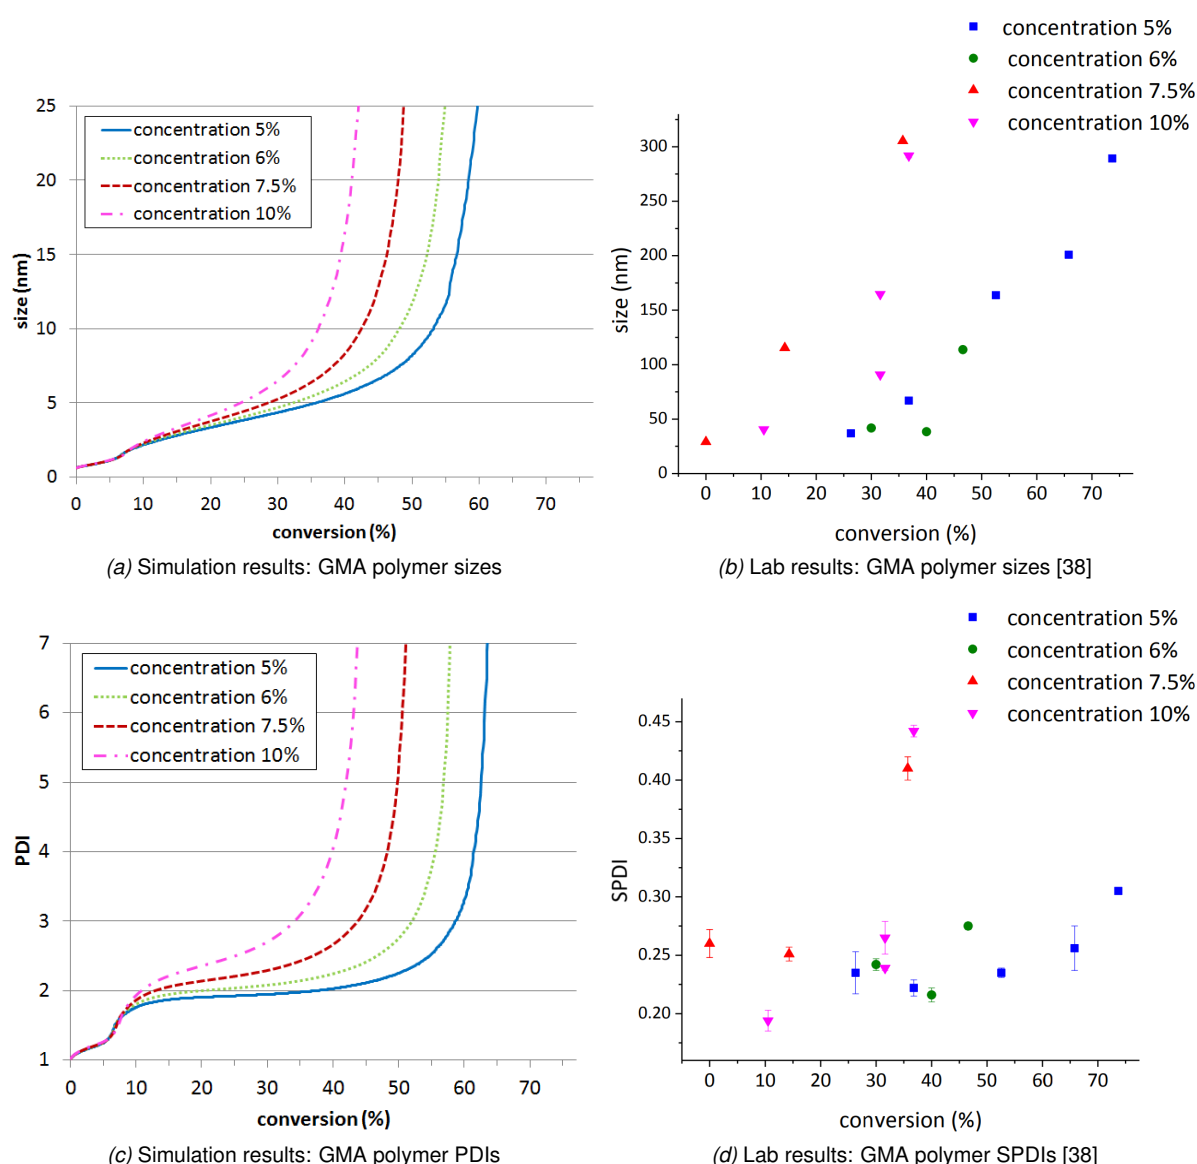 25
20
15
10
5
0
size (nm)
concentration 5%
concentration 6%
concentration 7.5%
concentration 10%
0 10 20 30 40 50 60 70
conversion (%)
(a) Simulation results: GMA polymer sizes
concentration 5%
concentration 6%
concentration 7.5%
concentration 10%
300
200
150
100
50
0
size (nm)
0 10 20 30 40 50 60 70
conversion (%)
(b) Lab results: GMA polymer sizes [38]
7
6
5
4
3
2
1
PDI
concentration 5%
concentration 6%
concentration 7.5%
concentration 10%
0 10 20 30 40 50 60 70
conversion (%)
(c) Simulation results: GMA polymer PDIs
concentration 5%
concentration 6%
concentration 7.5%
concentration 10%
0.45
0.40
0.35
0.30
0.25
0.20
SPDI
0 10 20 30 40 50 60 70
conversion (%)
(d) Lab results: GMA polymer SPDIs [38]